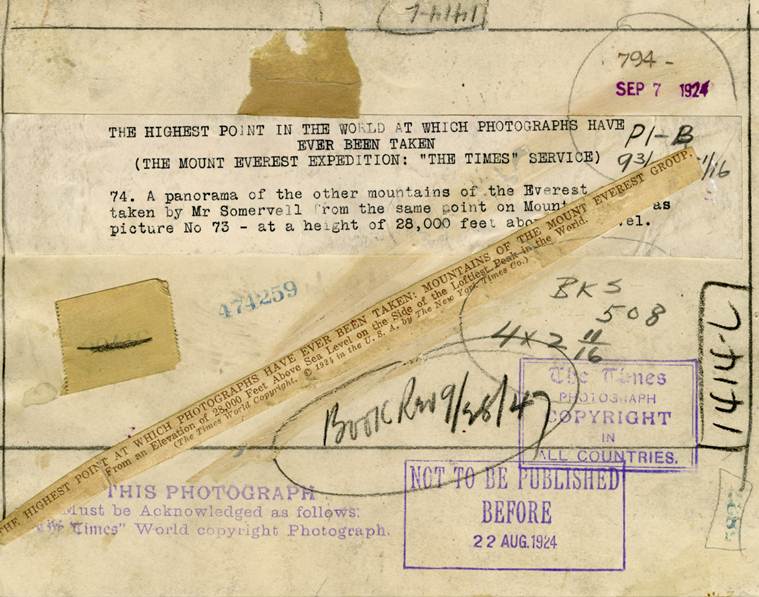 1414-L
794-
SEP 7 1924
P1-B
THE HIGHEST POINT IN THE WORLD AT WHICH PHOTOGRAPHS HAVE
EVER BEEN TAKEN
(THE MOUNT EVEREST EXPEDITION: "THE TIMES" SERVICE)
74. A panorama of the other mountains of the Everest
taken by Mr Somervell from the same point on Mount as
picture No 73 - at a height of 28,000 feet
THE HIGHEST POINT AT WHICH PHOTOGRAPHS HAVE EVER BEEN TAKEN: MOUNTAINS OF THE MOUNT EVEREST GROUP.
From an Elevation of 28,000 Feet Above Sea Level on the Side of the Loftiest Peak in the World.
(The Times World Copyright. © 1924 in the U. S. A. by The New York Times Co.)
474259
BKS
508
4 x 2 11/16
1414-L
Book Rev 9/28/47
The Times
PHOTOGRAPH
COPYRIGHT
IN
ALL COUNTRIES.
NOT TO BE PUBLISHED
BEFORE
22 AUG. 1924
THIS PHOTOGRAPH
Must be Acknowledged as follows:
"The Times" World copyright Photograph.